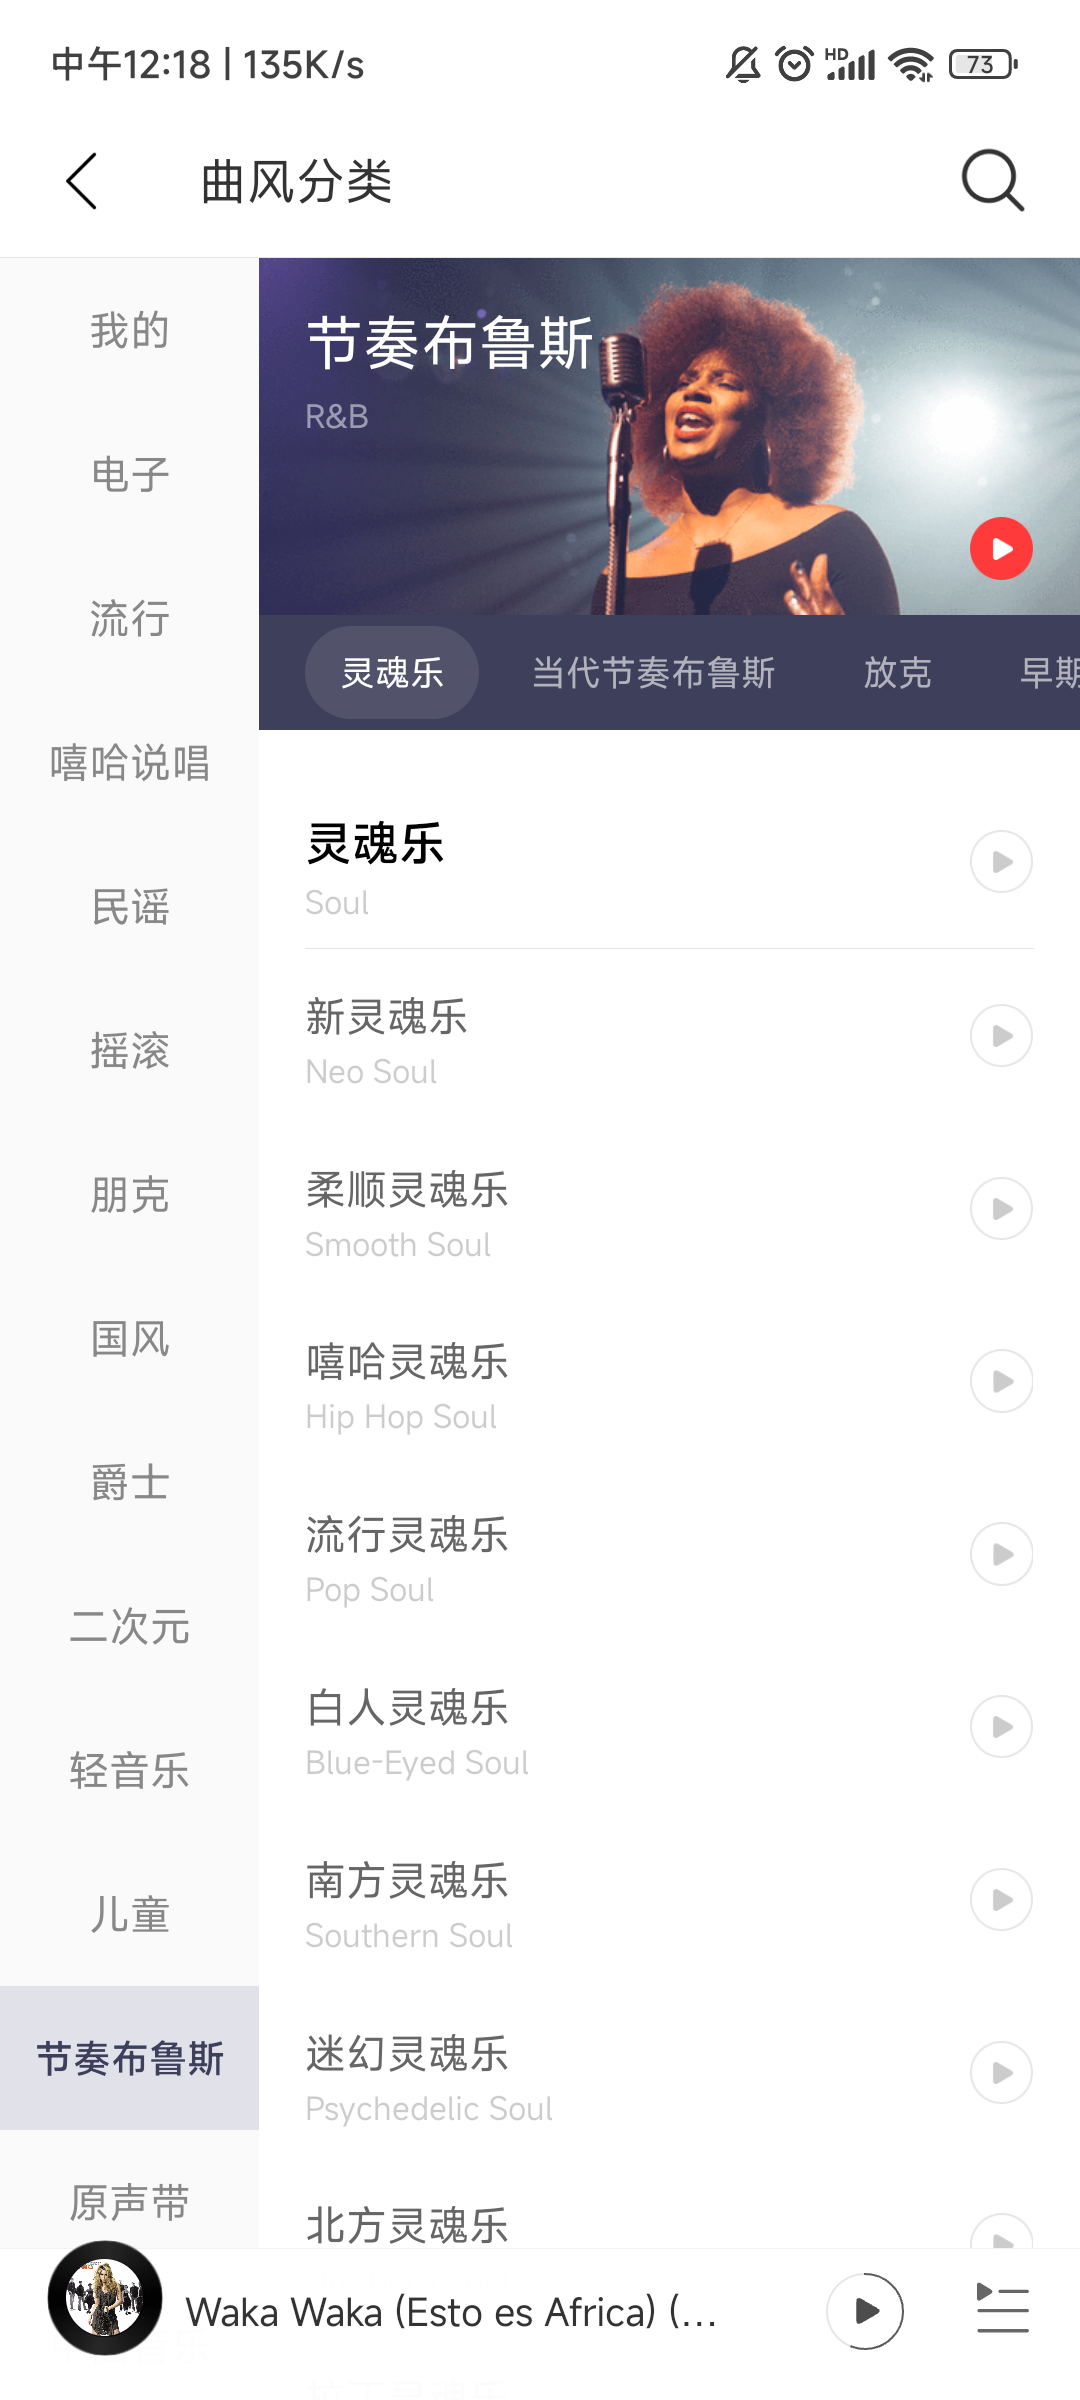 中午12:18 | 135K/s
HD
73
曲风分类
我的
电子
流行
嘻哈说唱
民谣
摇滚
朋克
国风
爵士
二次元
轻音乐
儿童
节奏布鲁斯
原声带
节奏布鲁斯
R&B
灵魂乐
当代节奏布鲁斯
放克
早期
灵魂乐
Soul
新灵魂乐
Neo Soul
柔顺灵魂乐
Smooth Soul
嘻哈灵魂乐
Hip Hop Soul
流行灵魂乐
Pop Soul
白人灵魂乐
Blue-Eyed Soul
南方灵魂乐
Southern Soul
迷幻灵魂乐
Psychedelic Soul
北方灵魂乐
Waka Waka (Esto es Africa) (...